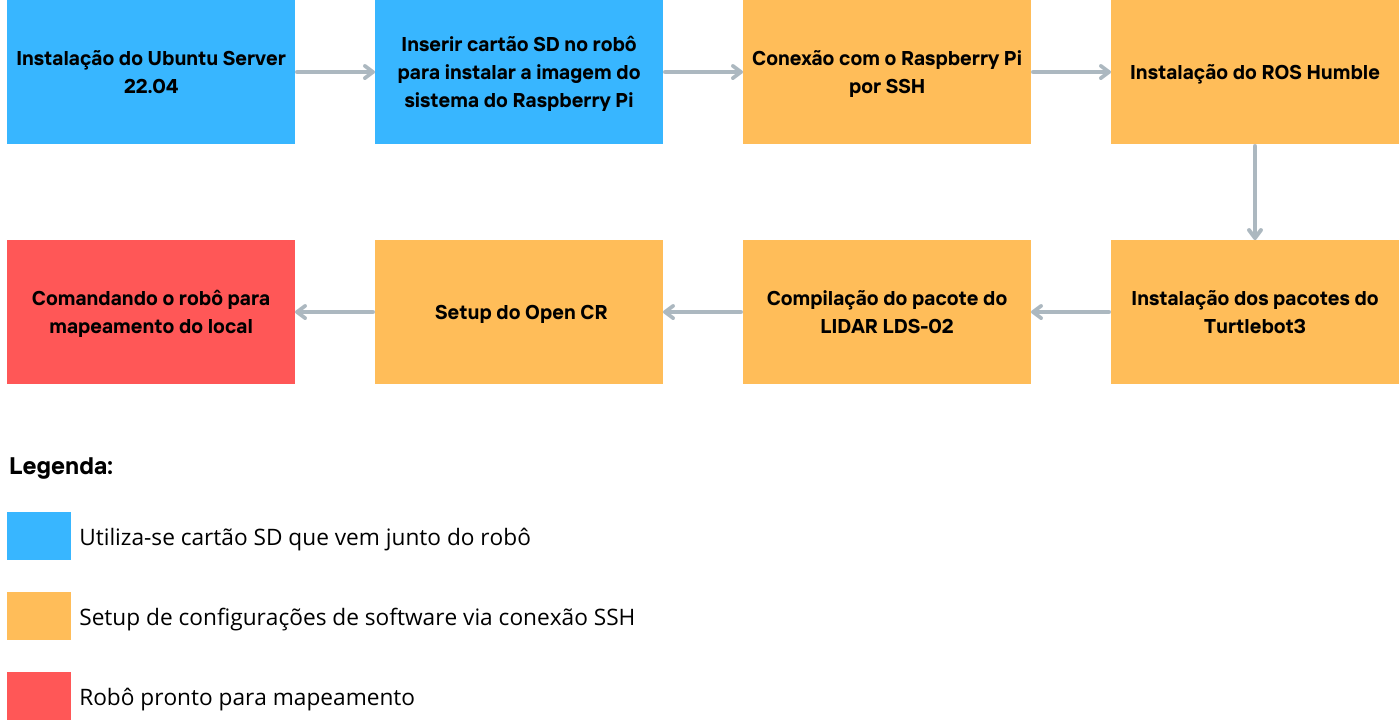 Instalação do Ubuntu Server
22.04
Inserir cartão SD no robô
para instalar a imagem do
sistema do Raspberry Pi
Conexão com o Raspberry Pi
por SSH
Instalação do ROS Humble
Comandando o robô para
mapeamento do local
Setup do Open CR
Compilação do pacote do
LIDAR LDS-02
Instalação dos pacotes do
Turtlebot3
Legenda:
Utiliza-se cartão SD que vem junto do robô
Setup de configurações de software via conexão SSH
Robô pronto para mapeamento